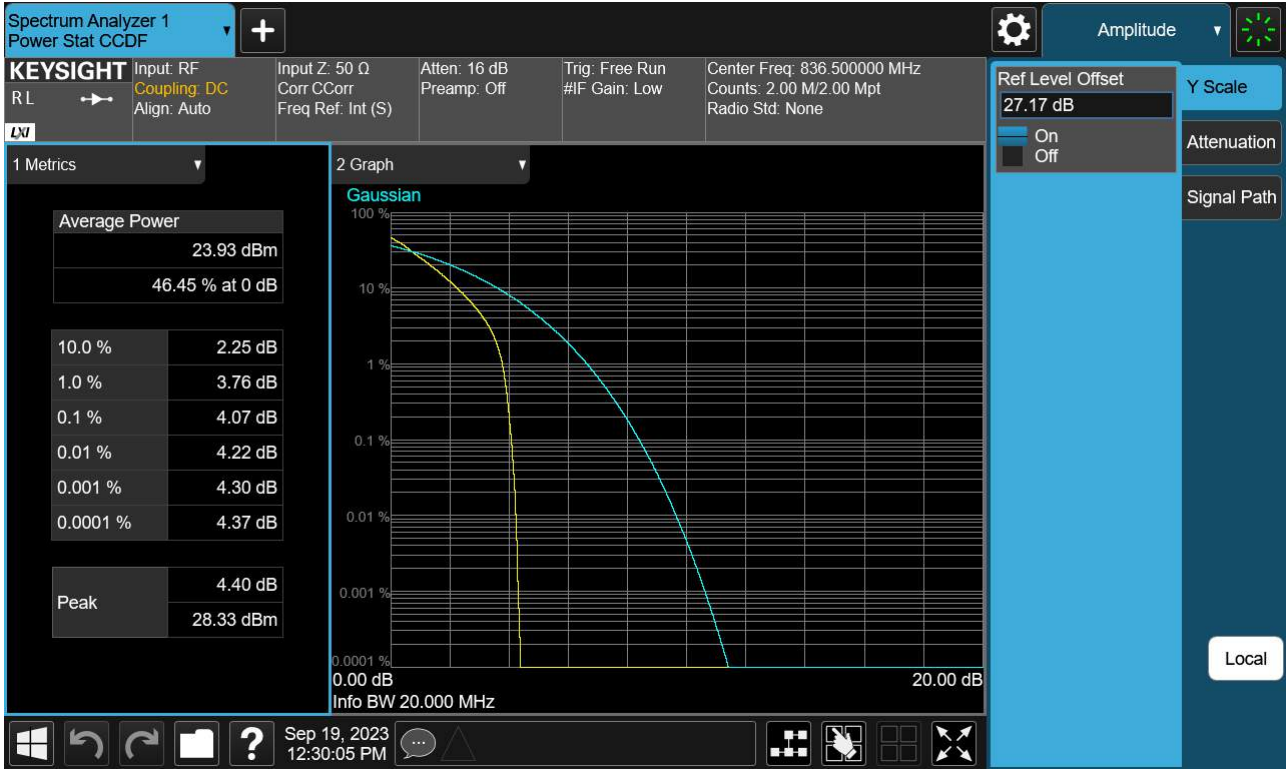 Spectrum Analyzer 1
Power Stat CCDF
+
Amplitude
KEYSIGHT
R L
LXI
Input: RF
Coupling: DC
Align: Auto
Input Z: 50 Ω
Corr CCorr
Freq Ref: Int (S)
Atten: 16 dB
Preamp: Off
Trig: Free Run
#IF Gain: Low
Center Freq: 836.500000 MHz
Counts: 2.00 M/2.00 Mpt
Radio Std: None
Ref Level Offset
27.17 dB
On
Off
Y Scale
Attenuation
Signal Path
Local
1 Metrics
Average Power
23.93 dBm
46.45 % at 0 dB
10.0 % 2.25 dB
1.0 % 3.76 dB
0.1 % 4.07 dB
0.01 % 4.22 dB
0.001 % 4.30 dB
0.0001 % 4.37 dB
Peak
4.40 dB
28.33 dBm
2 Graph
Gaussian
100 %
10 %
1 %
0.1 %
0.01 %
0.001 %
0.0001 %
0.00 dB 20.00 dB
Info BW 20.000 MHz
?
Sep 19, 2023
12:30:05 PM